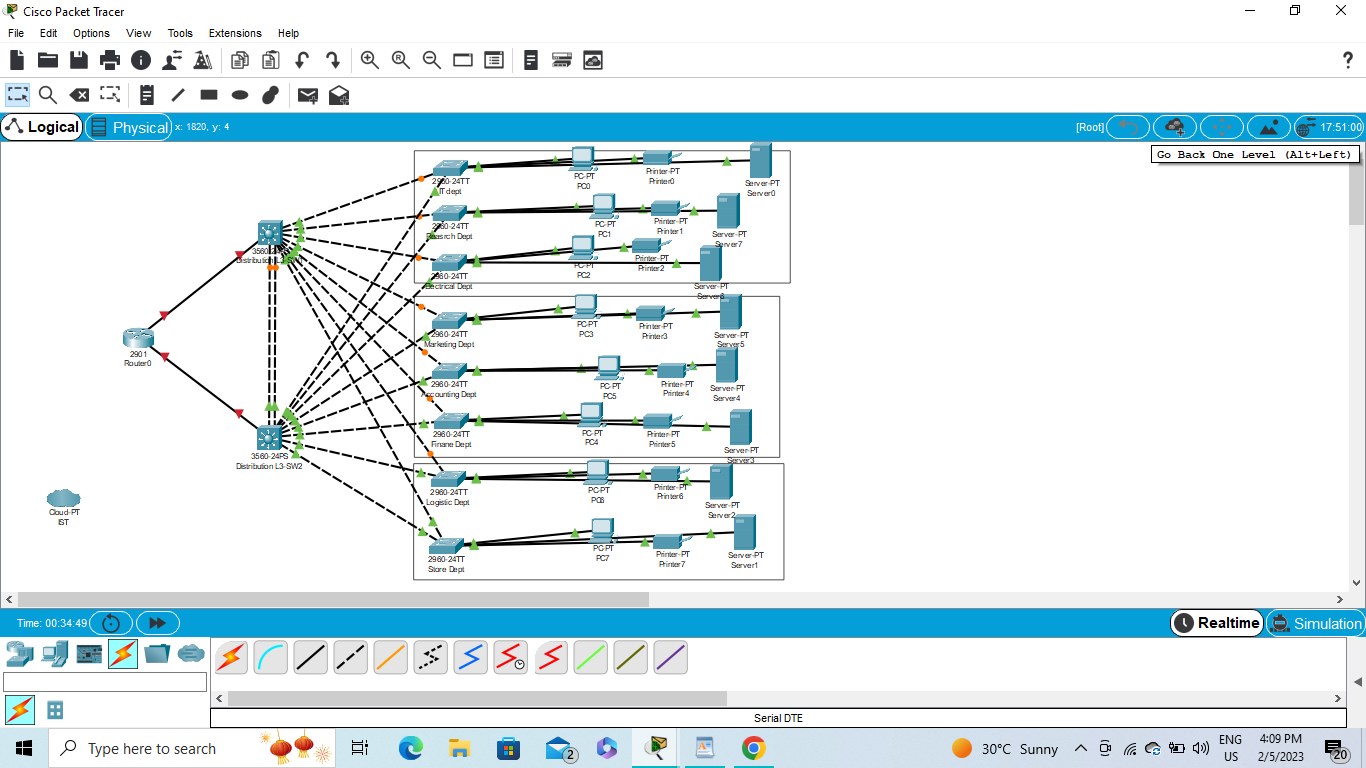 Cisco Packet Tracer
File Edit Options View Tools Extensions Help
?
Logical
Physical
x: 1820, y: 4
[Root]
17:51:00
Go Back One Level (Alt+Left)
2960-24TT
IT dept
PC-PT
PC0
Printer-PT
Printer0
Server-PT
Server0
2960-24TT
Dept
PC-PT
PC1
Printer-PT
Printer1
Server-PT
Server7
2960-24TT
Electrical Dept
PC-PT
PC2
Printer-PT
Printer2
Server-PT
2960-24TT
Marketing Dept
PC-PT
PC3
Printer-PT
Printer3
Server-PT
Server5
2960-24TT
Accounting Dept
PC-PT
PC5
Printer-PT
Printer4
Server-PT
Server4
2960-24TT
Finane Dept
PC-PT
PC4
Printer-PT
Printer5
Server-PT
Server3
2960-24TT
Logistic Dept
PC-PT
PC6
Printer-PT
Printer6
Server-PT
Server2
2960-24TT
Store Dept
PC-PT
PC7
Printer-PT
Printer7
Server-PT
Server1
Distribution
2901
Router0
3560-24PS
Distribution L3-SW2
Cloud-PT
IST
Time: 00:34:49
Realtime
Simulation
Serial DTE
Type here to search
2
30°C Sunny
ENG
US
4:09 PM
2/5/2023
20